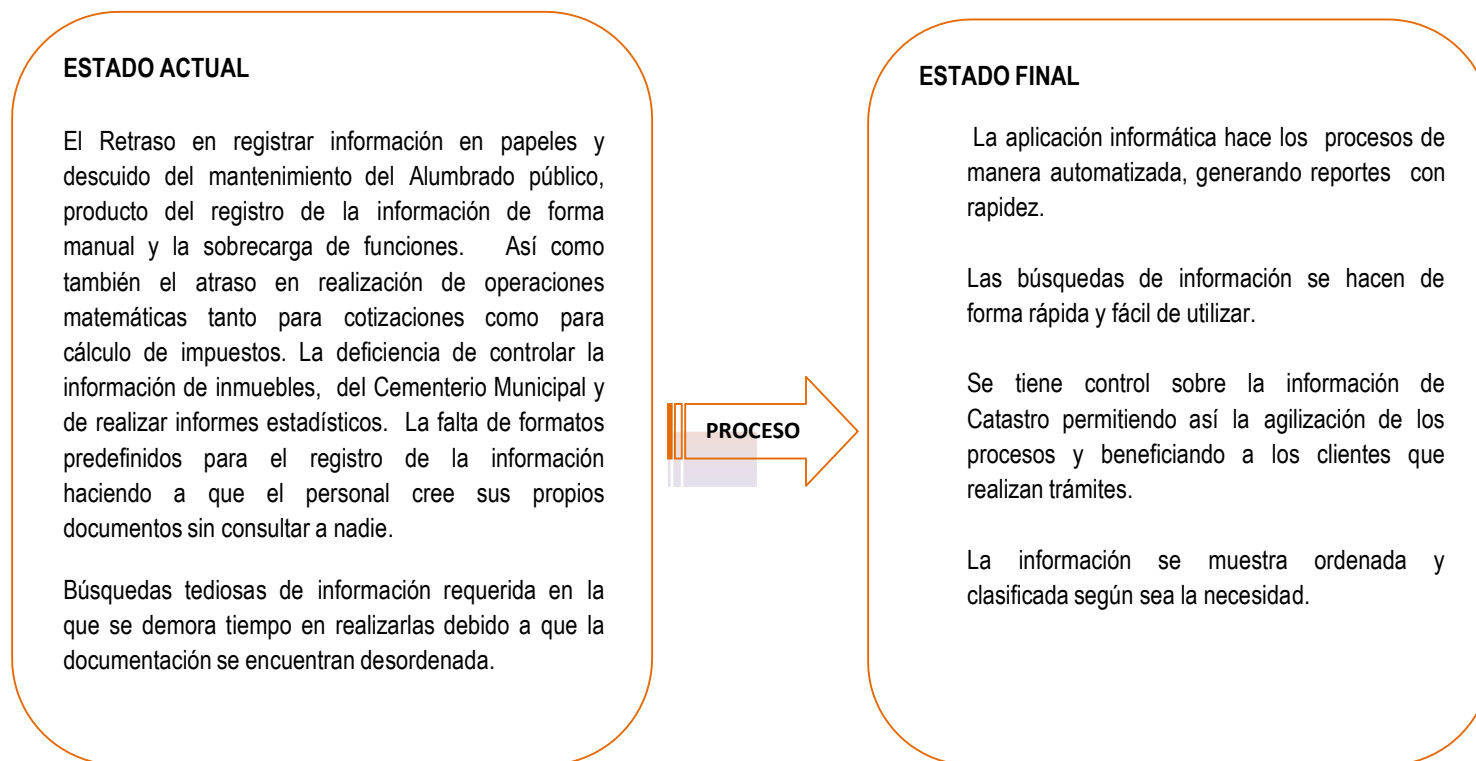 ESTADO ACTUAL
El Retraso en registrar información en papeles y
descuido del mantenimiento del Alumbrado público,
producto del registro de la información de forma
manual y la sobrecarga de funciones. Así como
también el atraso en realización de operaciones
matemáticas tanto para cotizaciones como para
cálculo de impuestos. La deficiencia de controlar la
información de inmuebles, del Cementerio Municipal y
de realizar informes estadísticos. La falta de formatos
predefinidos para el registro de la información
haciendo a que el personal cree sus propios
documentos sin consultar a nadie.
Búsquedas tediosas de información requerida en la
que se demora tiempo en realizarlas debido a que la
documentación se encuentran desordenada.
PROCESO
ESTADO FINAL
La aplicación informática hace los procesos de
manera automatizada, generando reportes con
rapidez.
Las búsquedas de información se hacen de
forma rápida y fácil de utilizar.
Se tiene control sobre la información de
Catastro permitiendo así la agilización de los
procesos y beneficiando a los clientes que
realizan trámites.
La información se muestra ordenada y
clasificada según sea la necesidad.